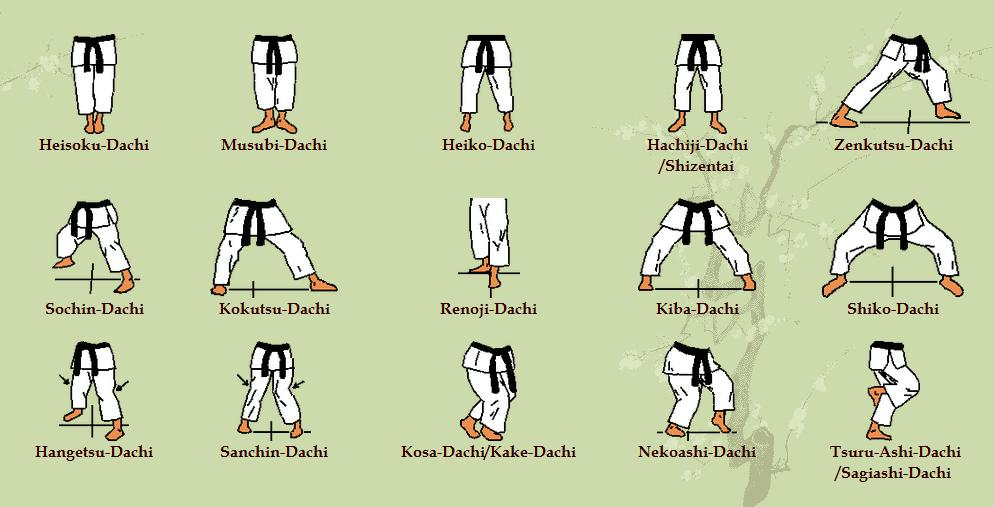 Heisoku-Dachi
Musubi-Dachi
Heiko-Dachi
Hachiji-Dachi
/Shizentai
Zenkutsu-Dachi
Sochin-Dachi
Kokutsu-Dachi
Renoji-Dachi
Kiba-Dachi
Shiko-Dachi
Hangetsu-Dachi
Sanchin-Dachi
Kosa-Dachi/Kake-Dachi
Nekoashi-Dachi
Tsuru-Ashi-Dachi
/Sagiashi-Dachi